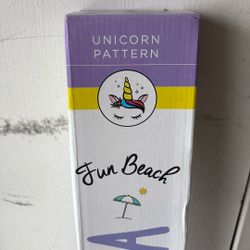 UNICORN
PATTERN
Fun Beach
A